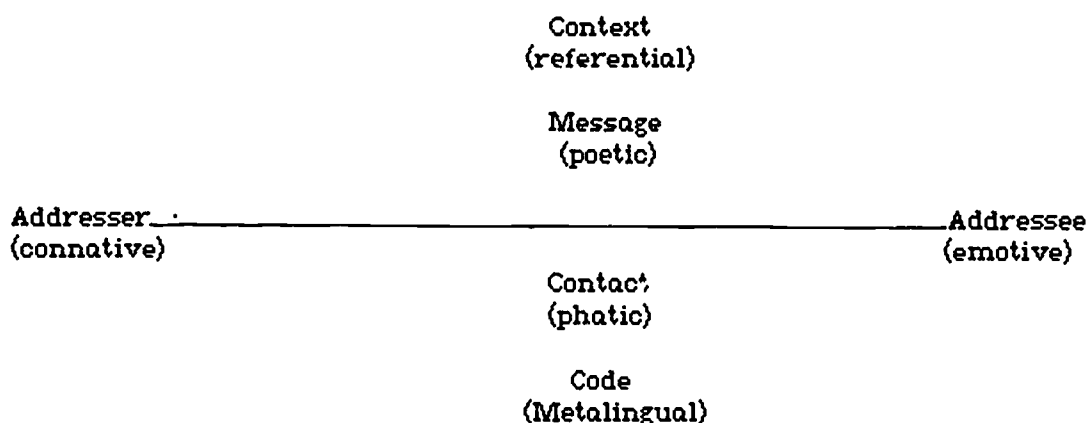 Context
(referential)
Message
(poetic)
Addresser Addressee
(connative) (emotive)
Contact
(phatic)
Code
(Metalingual)